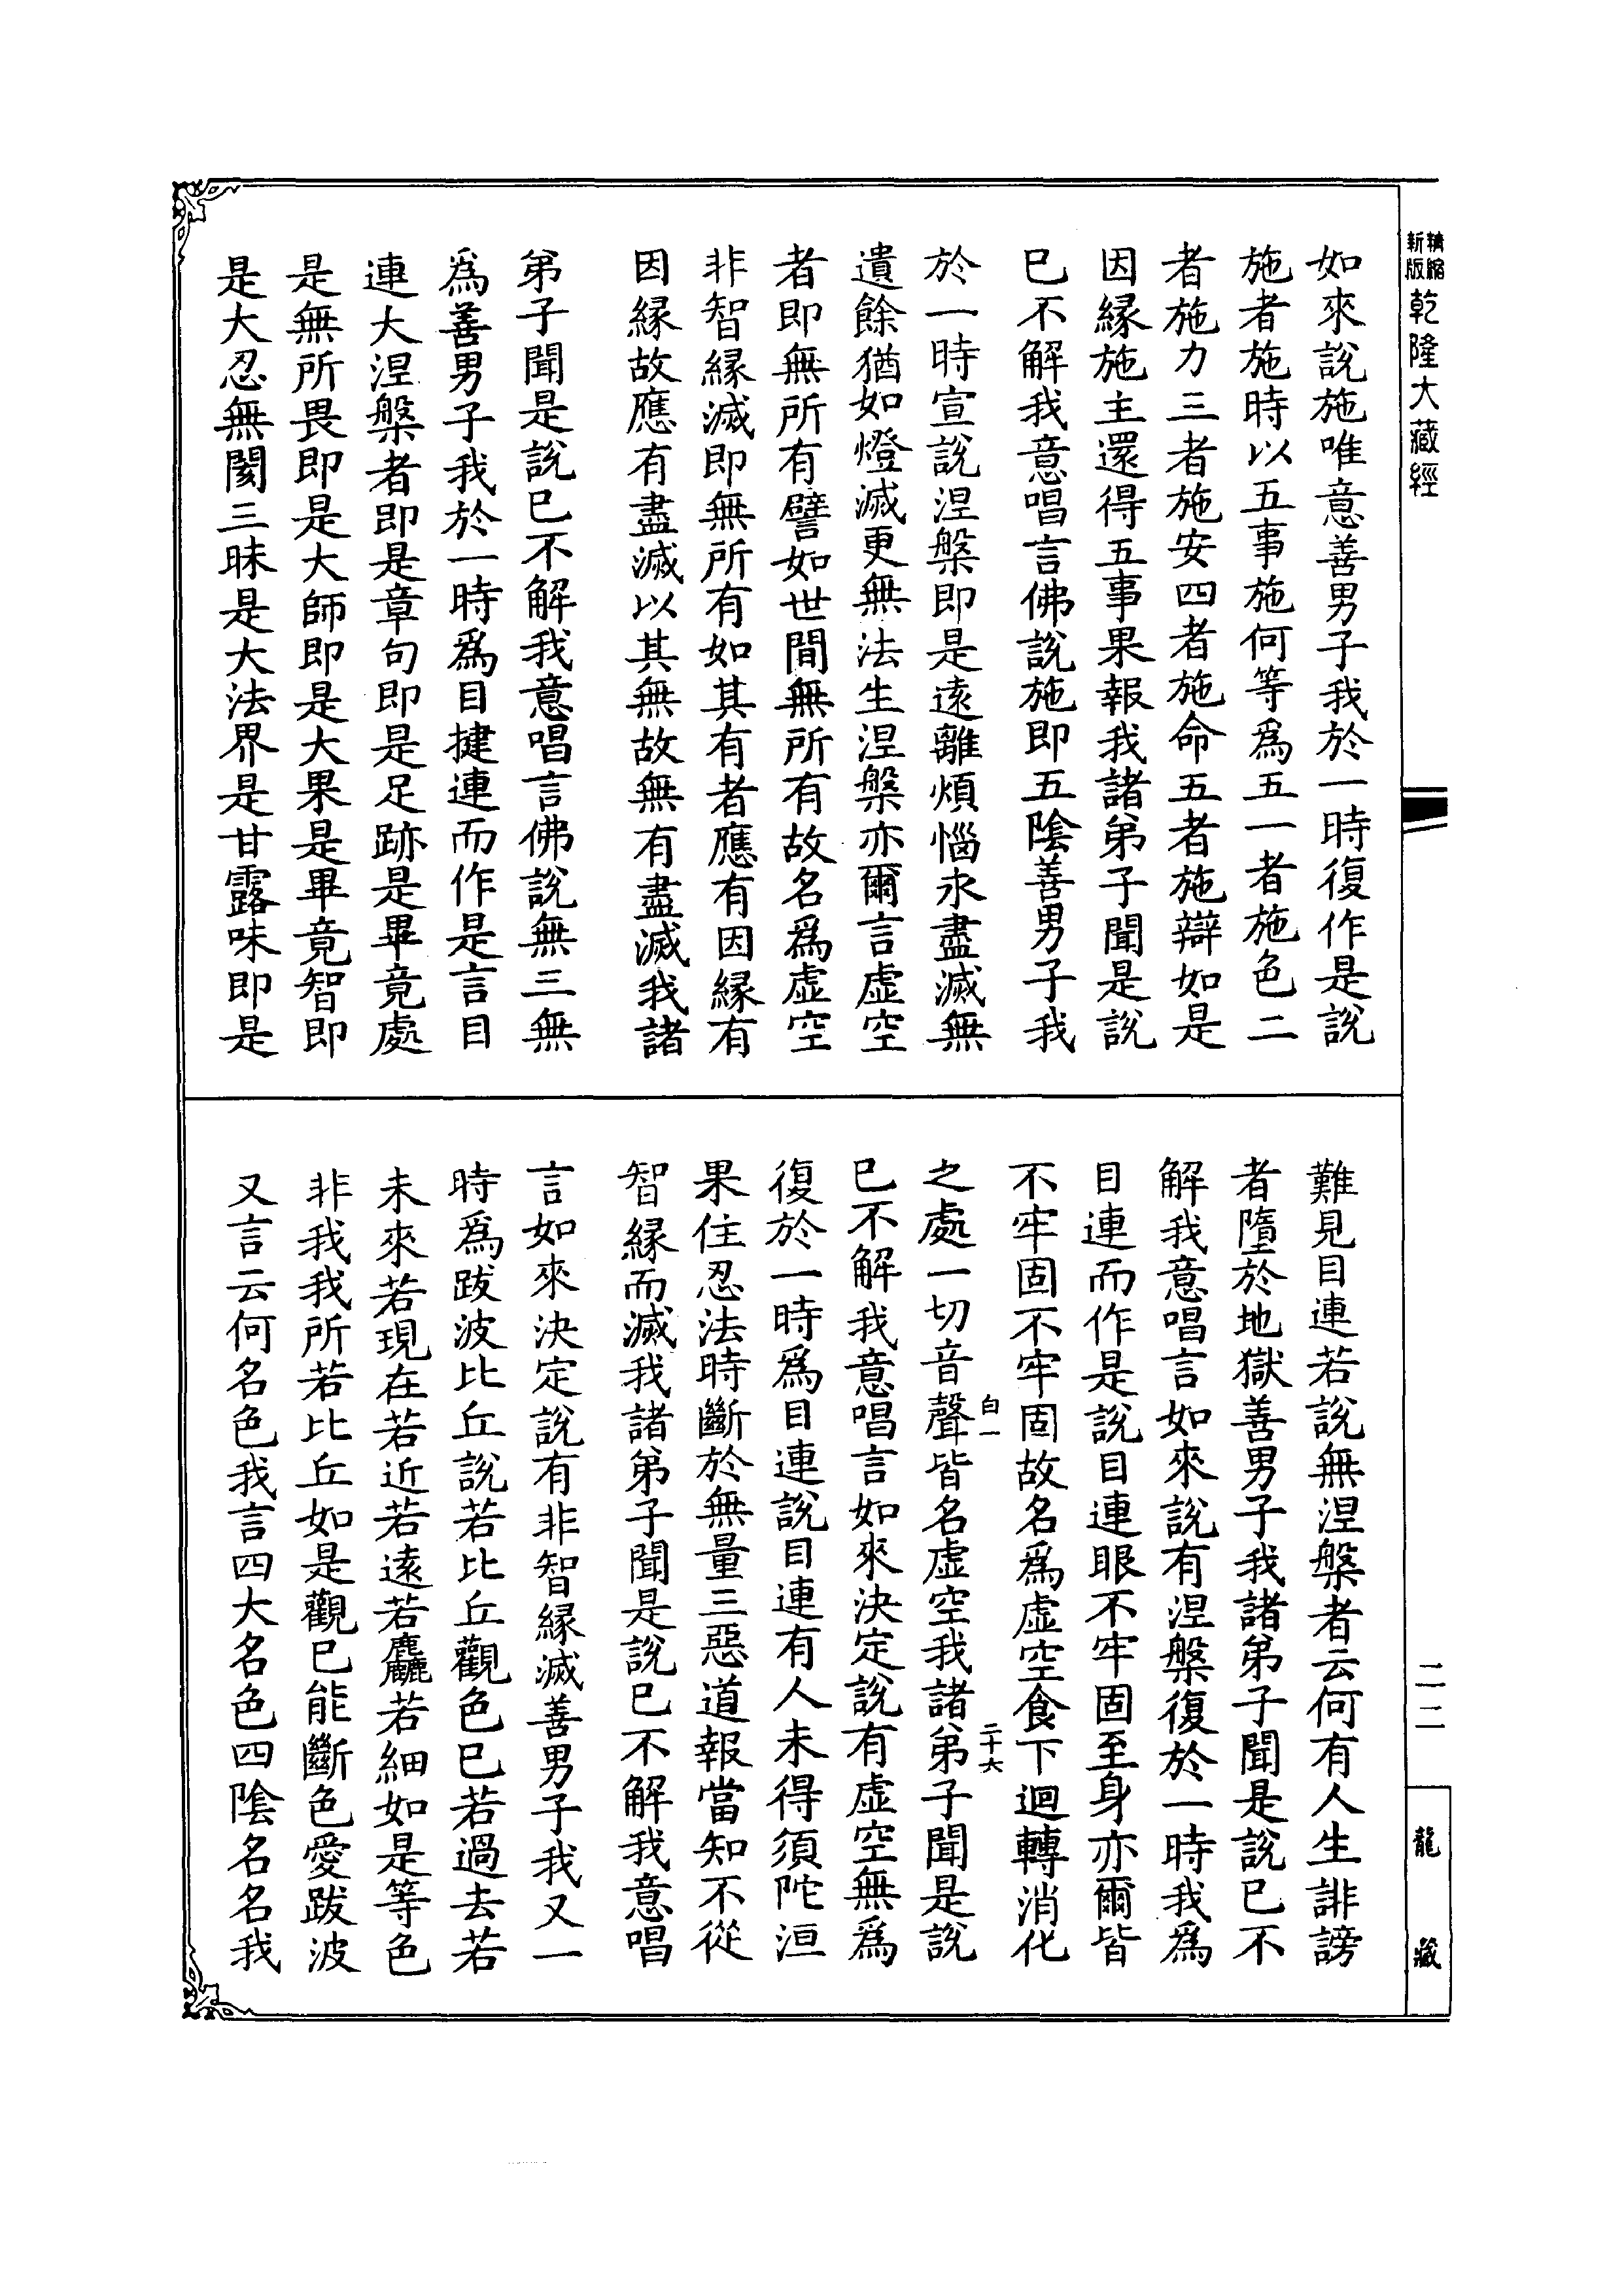 新版精縮乾隆大藏經
如來說施唯意善男子我於一時復作是說
施者施時以五事施何等爲五一者施色二
者施力三者施安四者施命五者施辯如是
因緣施主還得五事果報我諸弟子聞是說
巳不解我意唱言佛說施即五陰善男子我
於一時宣說涅槃即是遠離煩惱永盡滅無
遺餘猶如燈滅更無法生涅槃亦爾言虛空
者即無所有譬如世間無所有故名爲虛空
非智緣滅即無所有如其有者應有因緣有
因緣故應有盡滅以其無故無有盡滅我諸
弟子聞是說巳不解我意唱言佛說無三無
爲善男子我於一時爲目揵連而作是言目
連大涅槃者即是章句即是足跡是畢竟處
是無所畏即是大師即是大果是畢竟智即
是大忍無閡三昧是大法界是甘露味即是
難見目連若說無涅槃者云何有人生誹謗
者墮於地獄善男子我諸弟子聞是說巳不
解我意唱言如來說有涅槃復於一時我爲
目連而作是說目連眼不牢固至身亦爾皆
不牢固不牢固故名爲虛空食下迴轉消化
之處一切音聲皆名虛空我諸弟子聞是說
白一
二十六
巳不解我意唱言如來決定說有虛空無爲
復於一時爲目連說目連有人未得須陀洹
果住忍法時斷於無量三惡道報當知不從
智緣而滅我諸弟子聞是說巳不解我意唱
言如來決定說有非智緣滅善男子我又一
時爲跋波比丘說若比丘觀色巳若過去若
未來若現在若近若遠若麤若細如是等色
非我我所若比丘如是觀巳能斷色愛跋波
又言云何名色我言四大名色四陰名名我
二二
龍藏